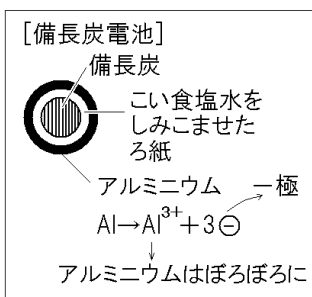 [備長炭電池]
備長炭
こい食塩水を
しみこませた
ろ紙
アルミニウム
−極
Al→Al³⁺+3⊖
アルミニウムはぼろぼろに